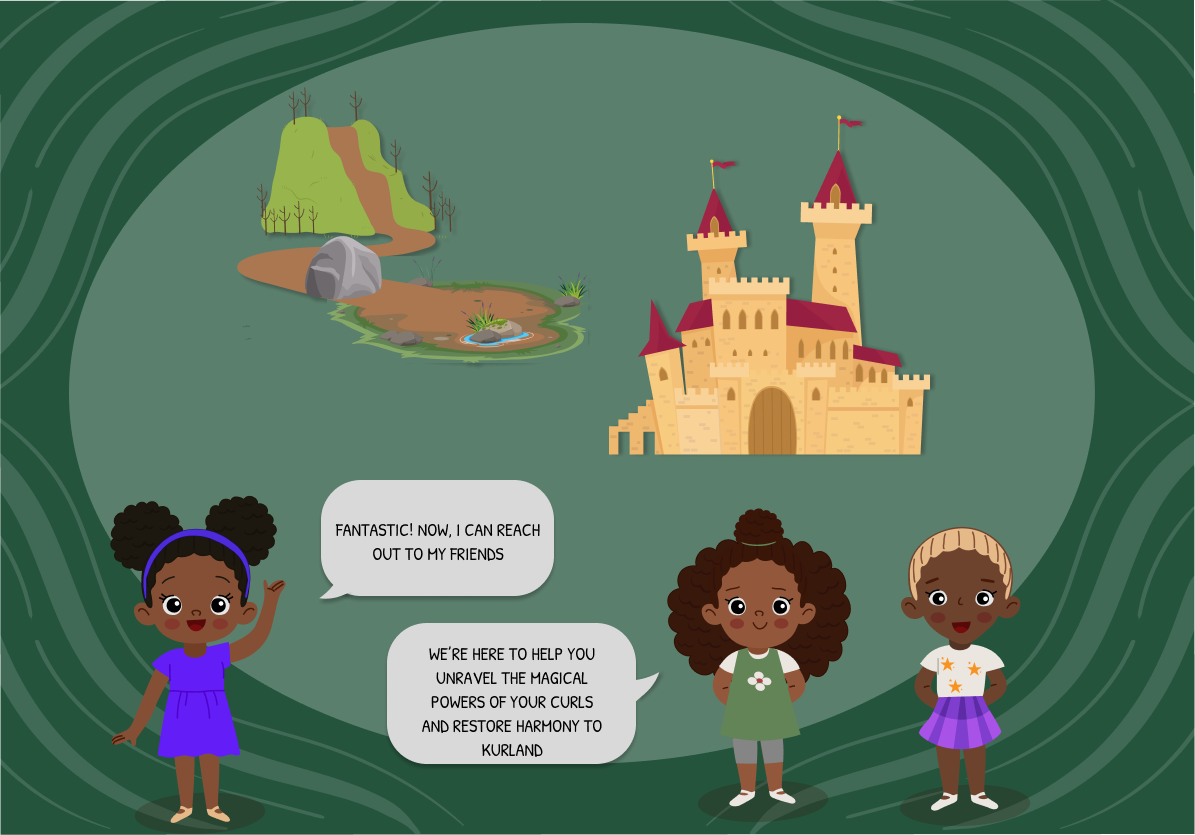 FANTASTIC! NOW, I CAN REACH
OUT TO MY FRIENDS
WE'RE HERE TO HELP YOU
UNRAVEL THE MAGICAL
POWERS OF YOUR CURLS
AND RESTORE HARMONY TO
KURLAND